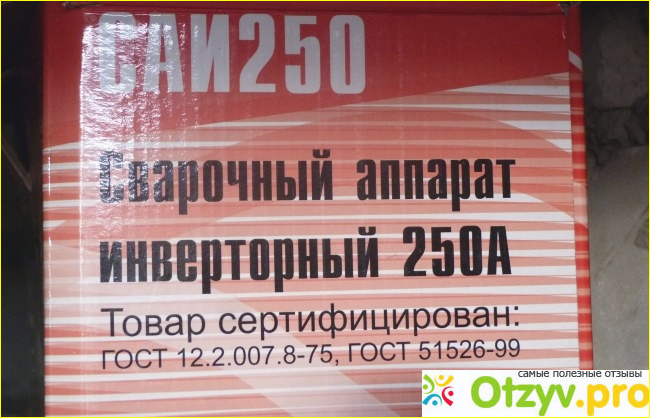 САИ250
Сварочный аппарат
инверторный 250А
Товар сертифицирован:
ГОСТ 12.2.007.8-75, ГОСТ 51526-99
самые полезные отзывы
Otzyv.pro